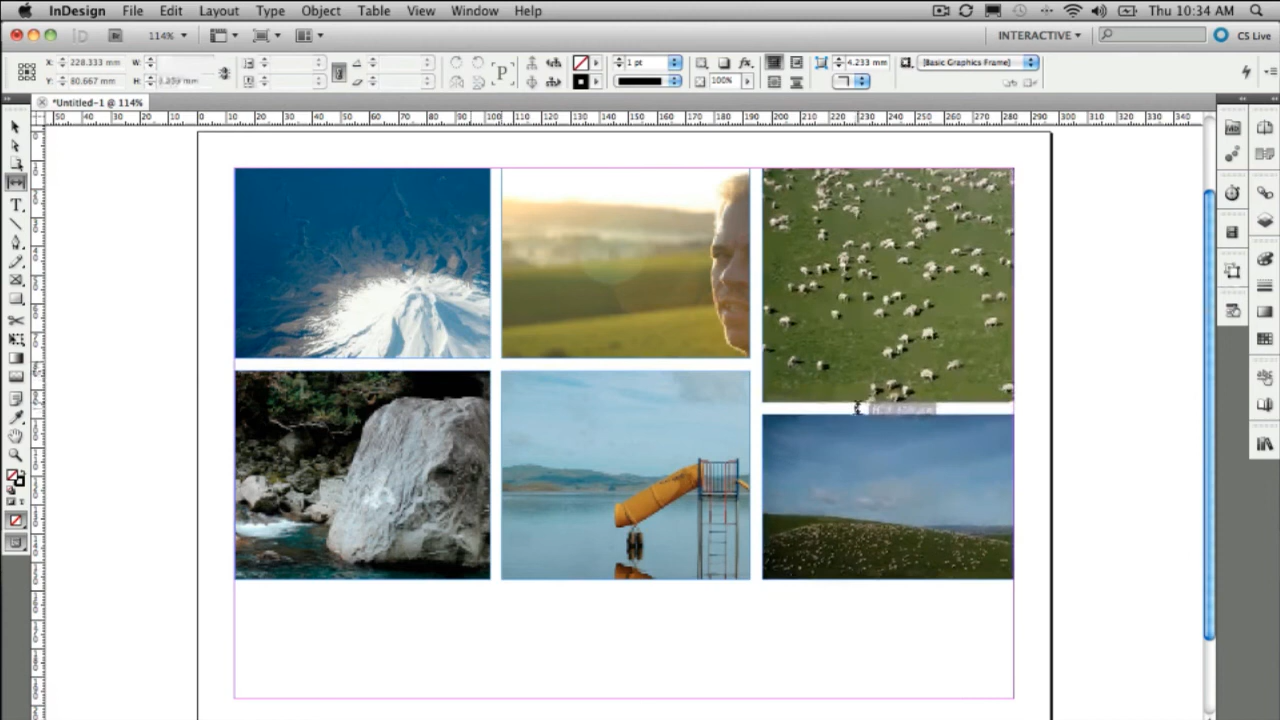 InDesign File Edit Layout Type Object Table View Window Help Thu 10:34 AM
Br 114% INTERACTIVE CS Live
X: 228.333 mm W: 1 pt 4.233 mm [Basic Graphics Frame]
Y: 80.667 mm H: 100%
*Untitled-1 @ 114%
50 40 30 20 10 0 10 20 30 40 50 60 70 80 90 100 110 120 130 140 150 160 170 180 190 200 210 220 230 240 250 260 270 280 290 300 310 320 330 340